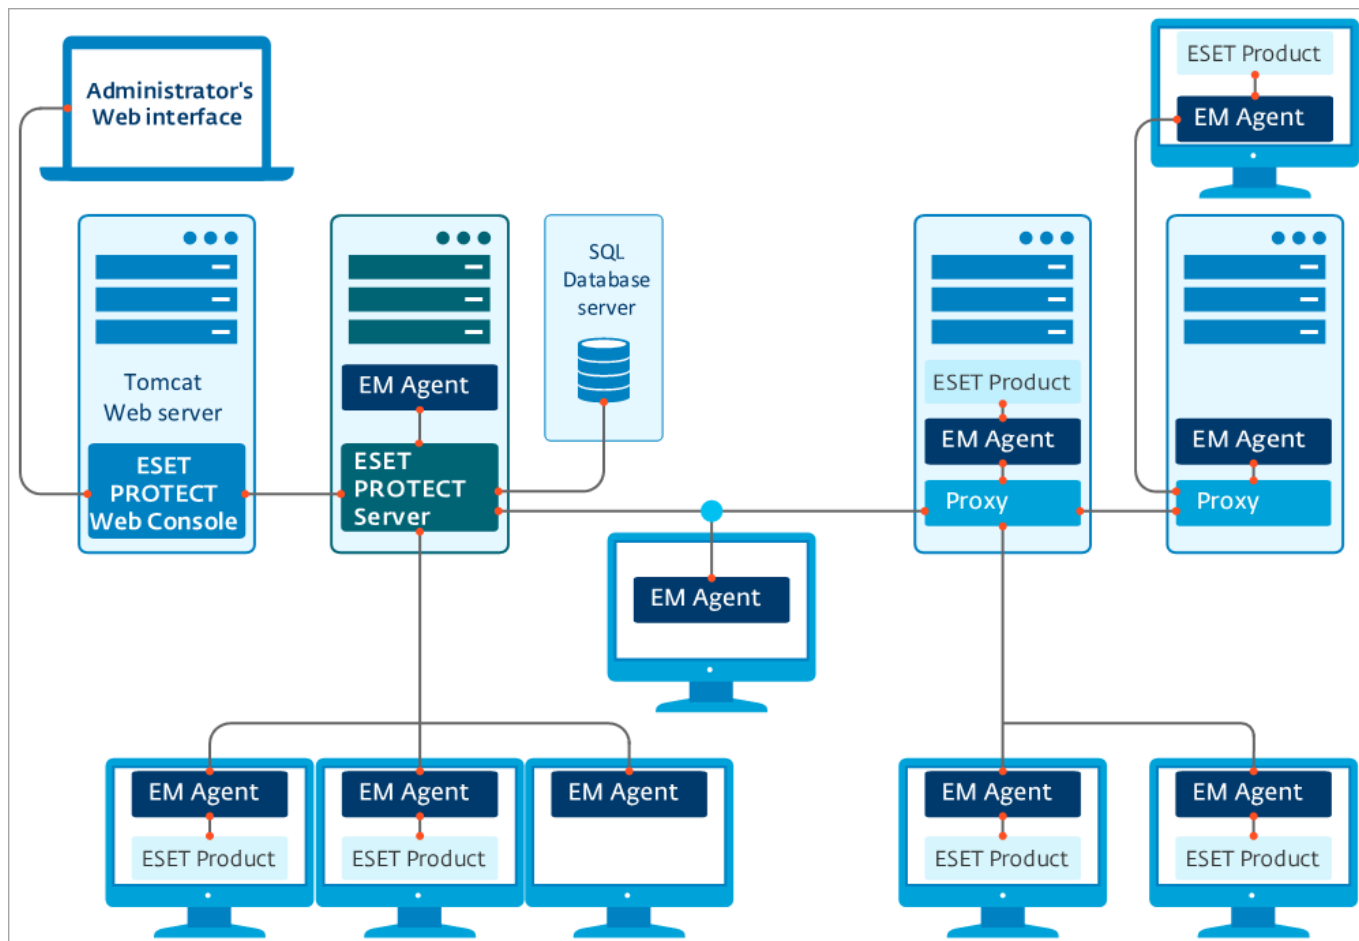 Administrator's
Web interface
ESET Product
EM Agent
Tomcat
Web server
ESET
PROTECT
Web Console
EM Agent
ESET
PROTECT
Server
SQL
Database
server
EM Agent
ESET Product
EM Agent
Proxy
EM Agent
Proxy
EM Agent
ESET Product
EM Agent
ESET Product
EM Agent
EM Agent
ESET Product
EM Agent
ESET Product